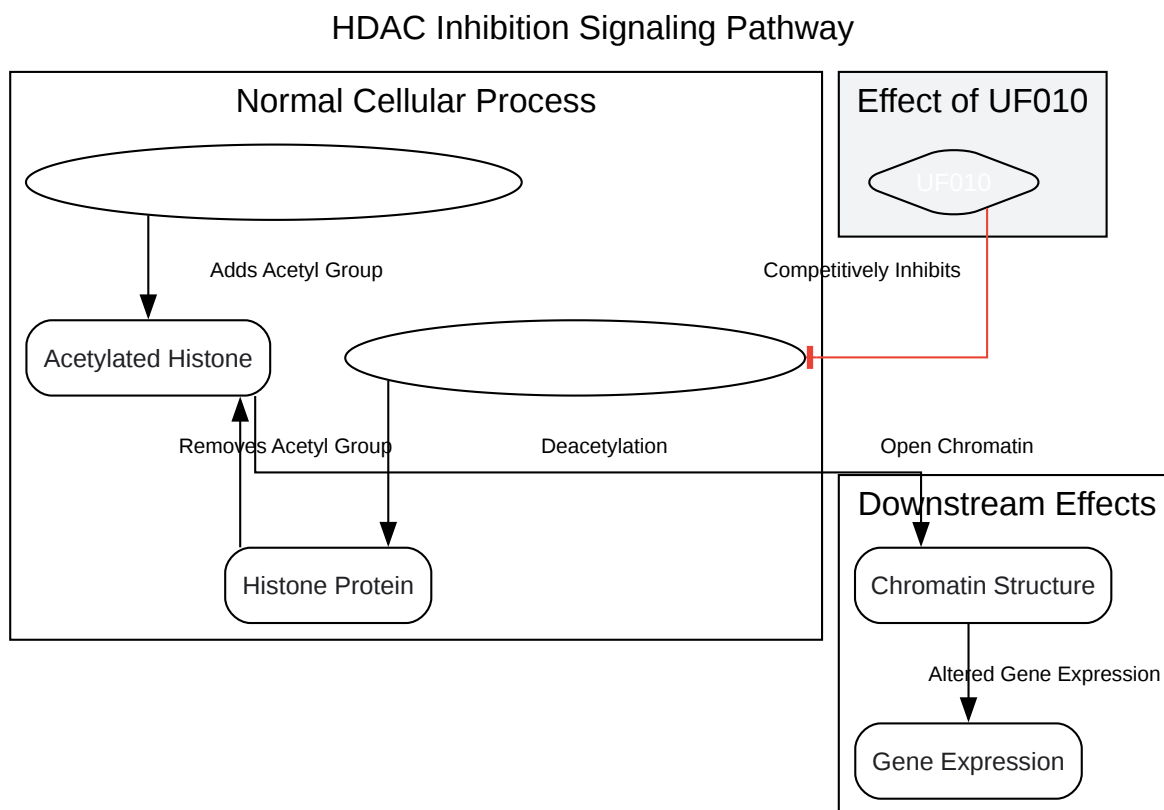 HDAC Inhibition Signaling Pathway
Normal Cellular Process
Effect of UF010
UF010
Adds Acetyl Group
Competitively Inhibits
Acetylated Histone
Removes Acetyl Group
Deacetylation
Open Chromatin
Downstream Effects
Histone Protein
Chromatin Structure
Altered Gene Expression
Gene Expression